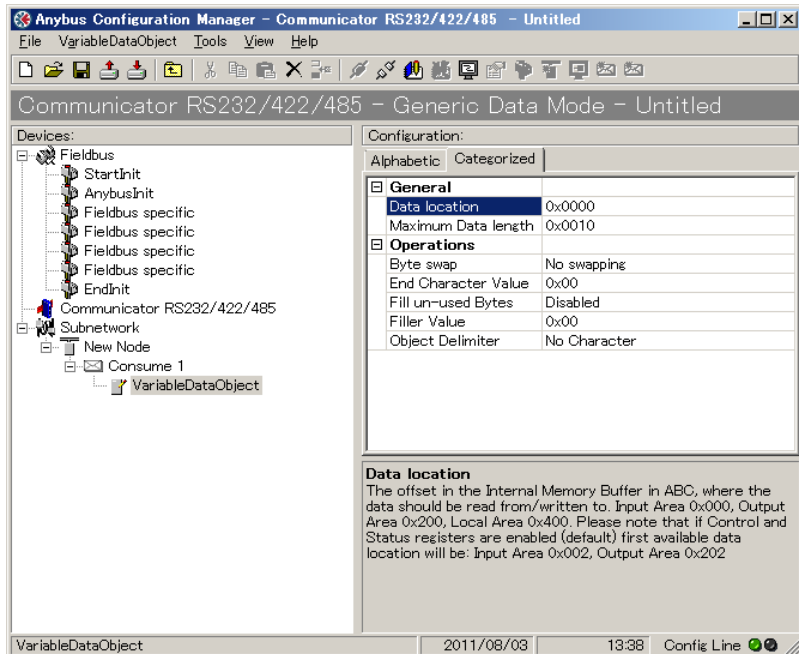 Anybus Configuration Manager - Communicator RS232/422/485 - Untitled
File VariableDataObject Tools View Help
Communicator RS232/422/485 - Generic Data Mode - Untitled
Devices:
Fieldbus
StartInit
AnybusInit
Fieldbus specific
Fieldbus specific
Fieldbus specific
Fieldbus specific
EndInit
Communicator RS232/422/485
Subnetwork
New Node
Consume 1
VariableDataObject
Configuration:
Alphabetic Categorized
General
Data location 0x0000
Maximum Data length 0x0010
Operations
Byte swap No swapping
End Character Value 0x00
Fill un-used Bytes Disabled
Filler Value 0x00
Object Delimiter No Character
Data location
The offset in the Internal Memory Buffer in ABC, where the
data should be read from/written to. Input Area 0x000, Output
Area 0x200, Local Area 0x400. Please note that if Control and
Status registers are enabled (default) first available data
location will be: Input Area 0x002, Output Area 0x202
VariableDataObject 2011/08/03 13:38 Config Line